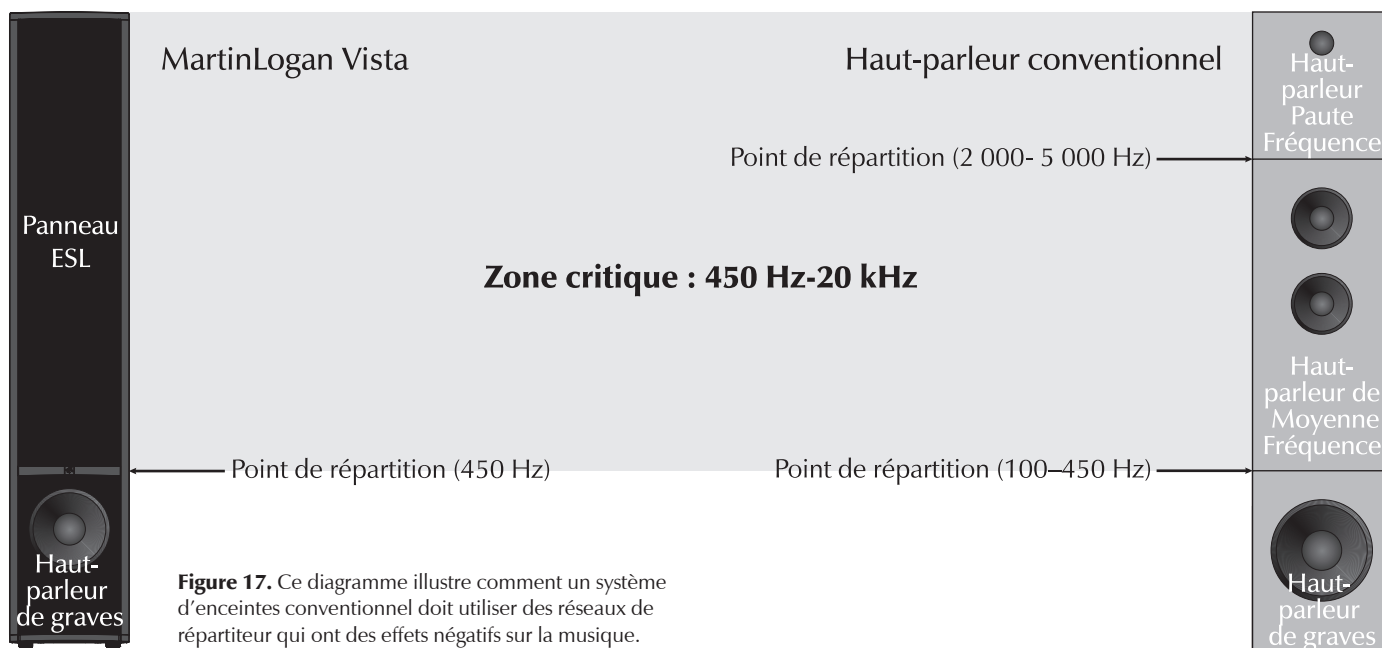 MartinLogan Vista
Haut-parleur conventionnel
Haut-
parleur
Paute
Fréquence
Point de répartition (2 000- 5 000 Hz)
Panneau
ESL
Zone critique : 450 Hz-20 kHz
Haut-
parleur de
Moyenne
Fréquence
Point de répartition (450 Hz)
Point de répartition (100–450 Hz)
Haut-
parleur
de graves
Figure 17. Ce diagramme illustre comment un système
d'enceintes conventionnel doit utiliser des réseaux de
répartiteur qui ont des effets négatifs sur la musique.
Haut-
parleur
de graves